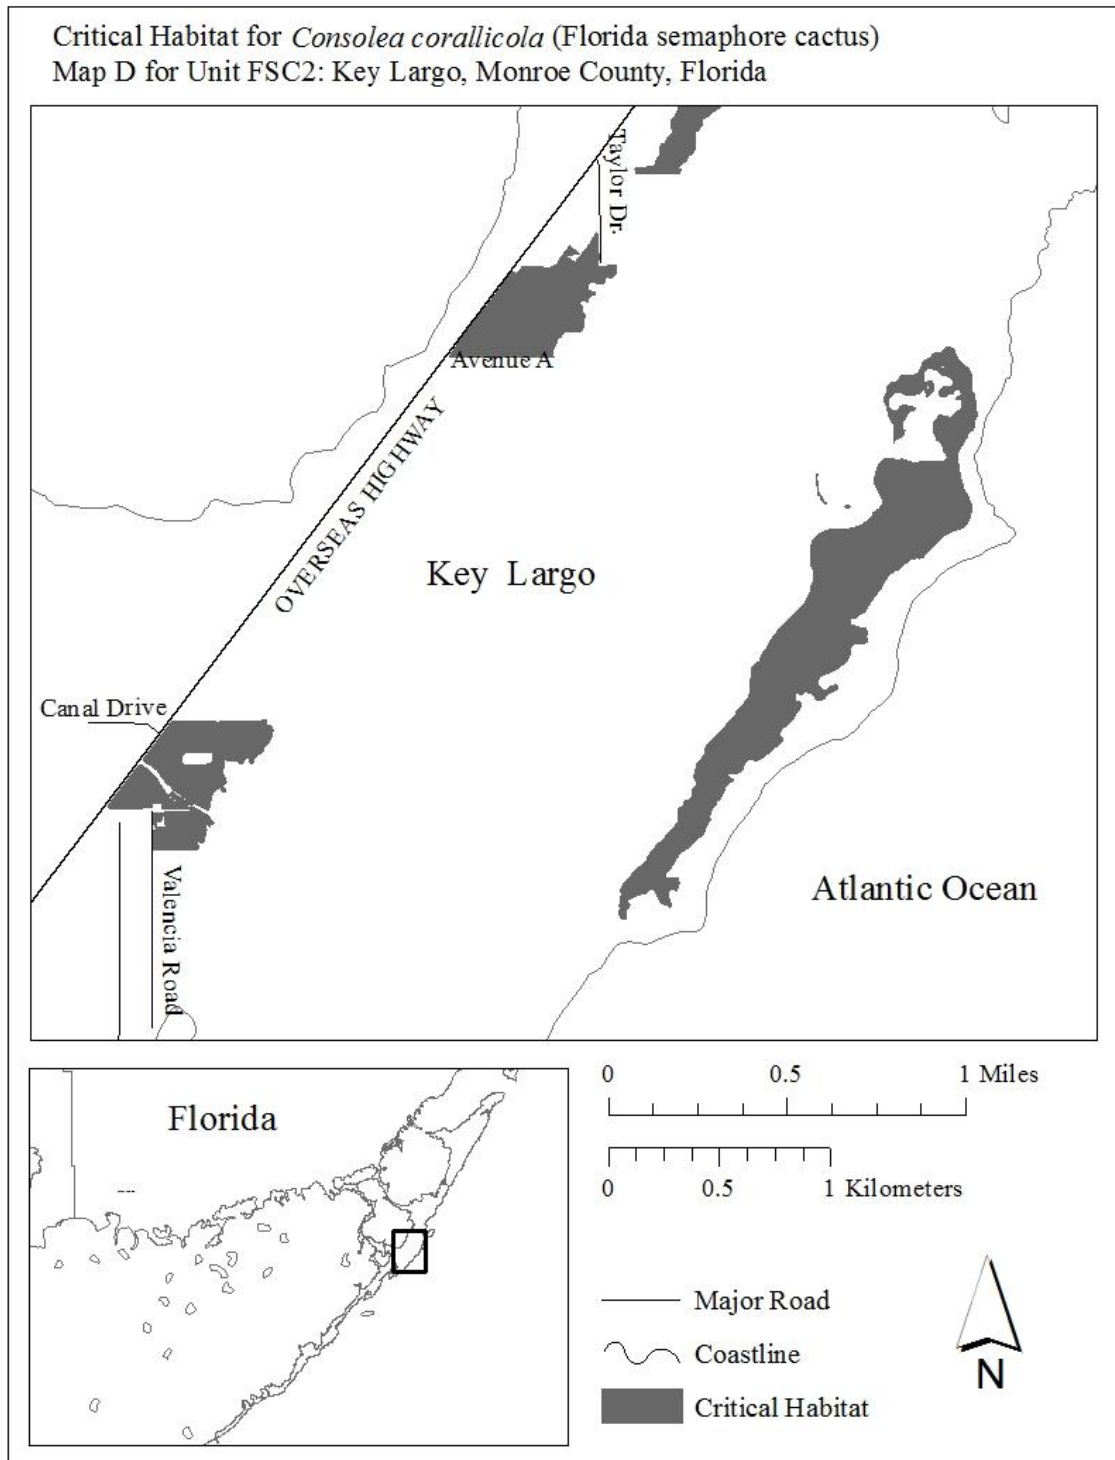 Critical Habitat for Consolea corallicola (Florida semaphore cactus)
Map D for Unit FSC2: Key Largo, Monroe County, Florida
Taylor Dr.
Avenue A
OVERSEAS HIGHWAY
Key Largo
Canal Drive
Valencia Road
Atlantic Ocean
Florida
0 0.5 1 Miles
0 0.5 1 Kilometers
Major Road
Coastline
Critical Habitat
N